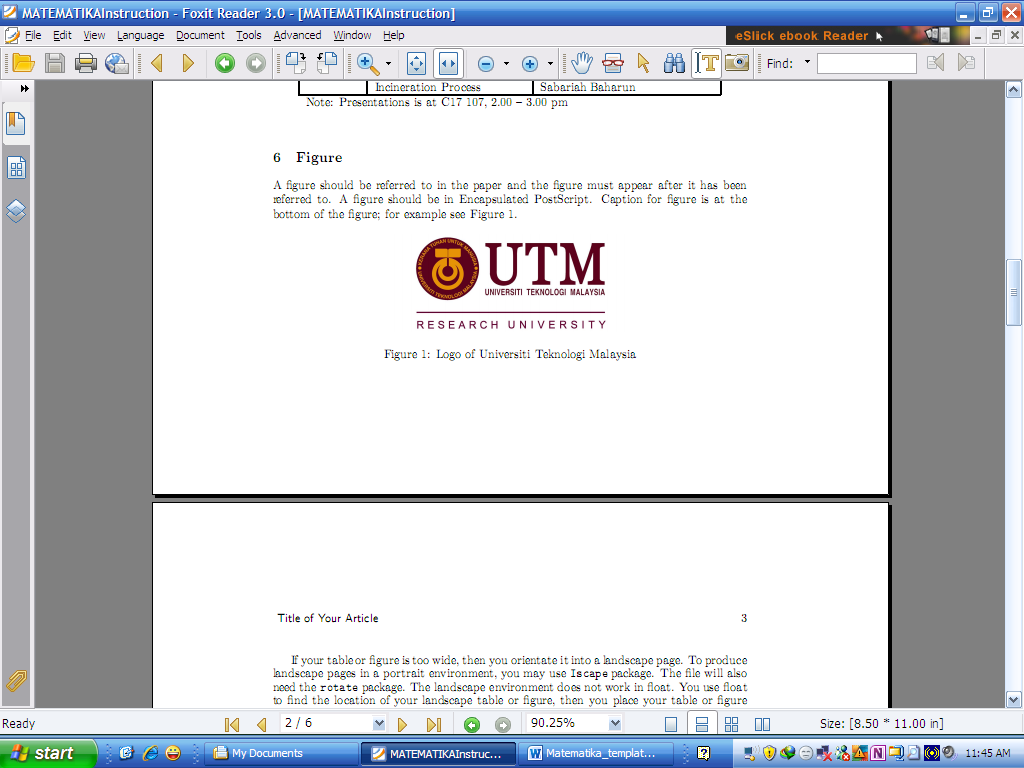 MATEMATIKAInstruction - Foxit Reader 3.0 - [MATEMATIKAInstruction]
File Edit View Language Document Tools Advanced Window Help
eSlick ebook Reader
Find:
Incineration Process Sabariah Baharun
Note: Presentations is at C17 107, 2.00 – 3.00 pm
6 Figure
A figure should be referred to in the paper and the figure must appear after it has been
referred to. A figure should be in Encapsulated PostScript. Caption for figure is at the
bottom of the figure; for example see Figure 1.
UTM
UNIVERSITI TEKNOLOGI MALAYSIA
RESEARCH UNIVERSITY
Figure 1: Logo of Universiti Teknologi Malaysia
Title of Your Article 3
If your table or figure is too wide, then you orientate it into a landscape page. To produce
landscape pages in a portrait environment, you may use lscape package. The file will also
need the rotate package. The landscape environment does not work in float. You use float
to find the location of your landscape table or figure, then you place your table or figure
Ready 2 / 6 90.25% Size: [8.50 * 11.00 in]
start My Documents MATEMATIKAInstruc... Matematika_templat... 11:45 AM